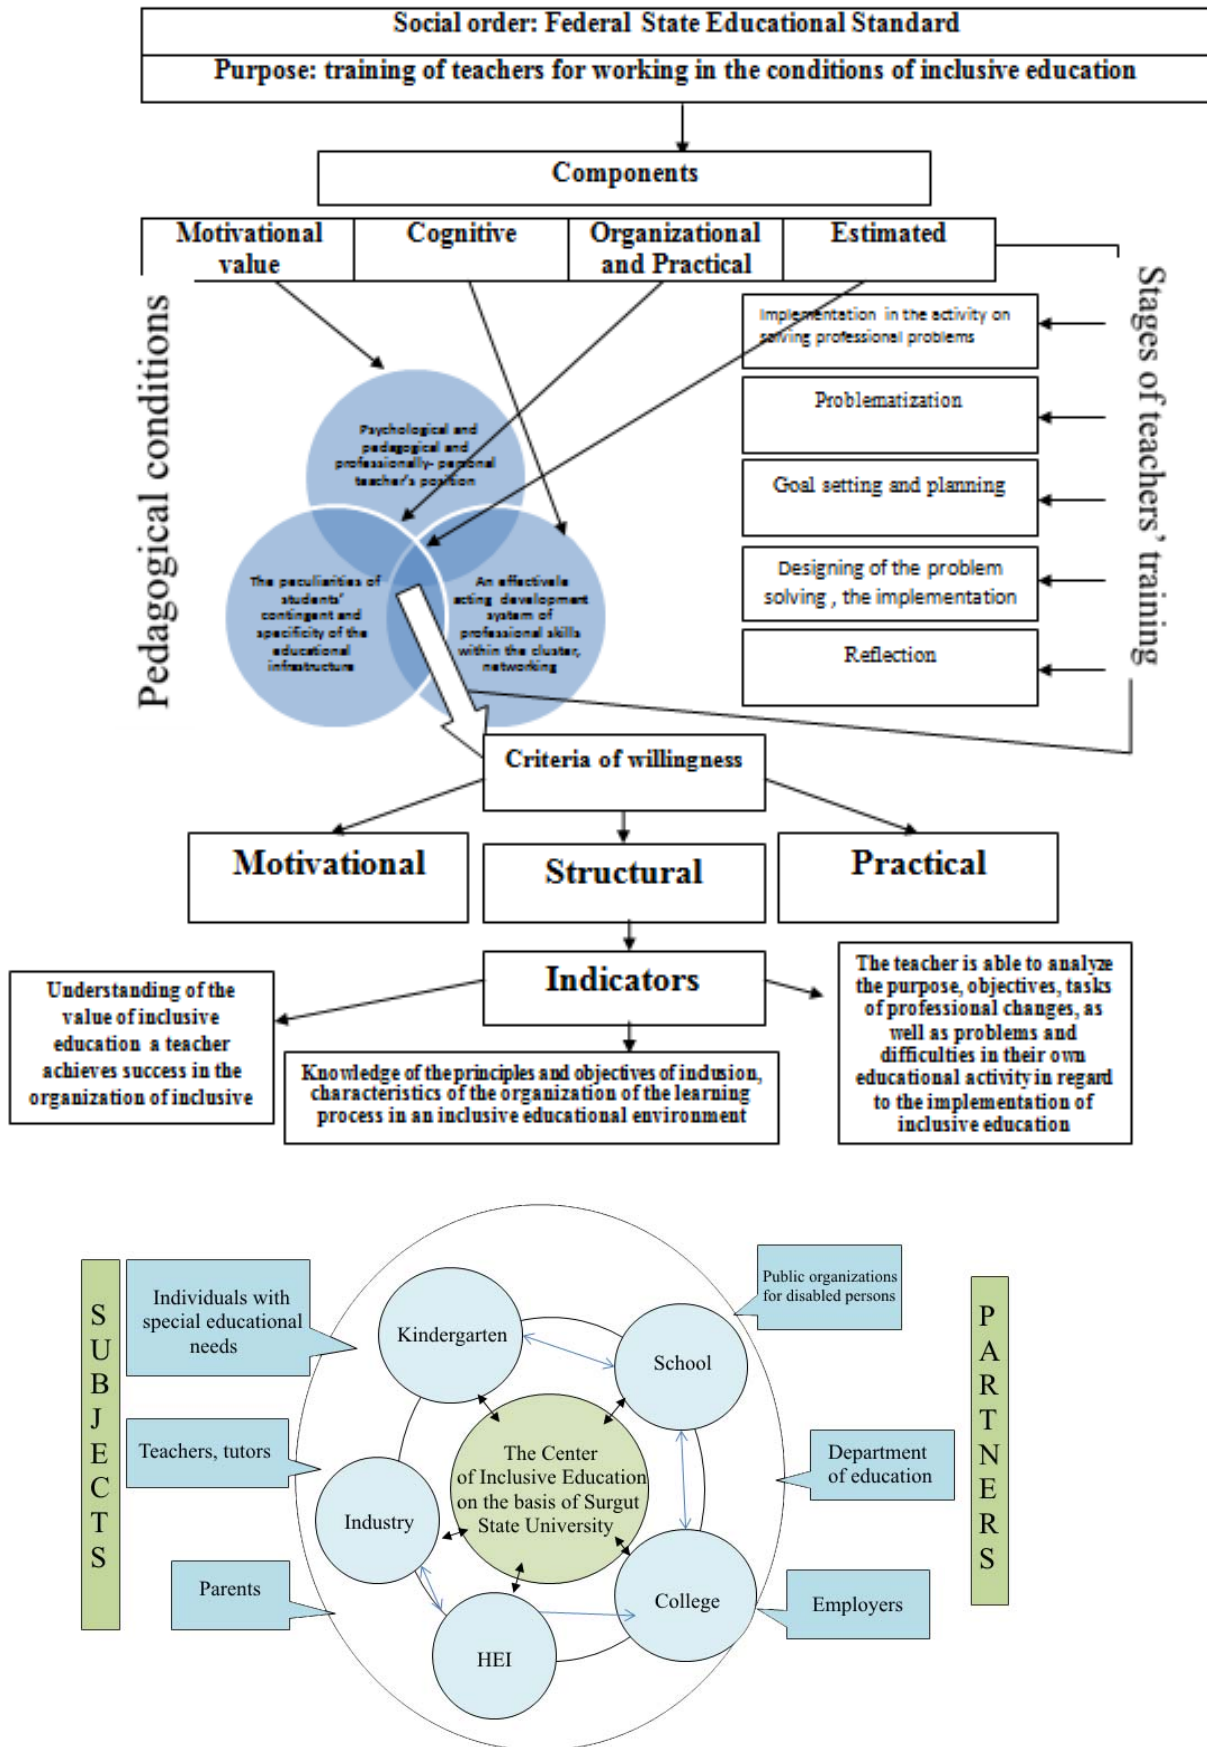 Social order: Federal State Educational Standard
Purpose: training of teachers for working in the conditions of inclusive education
Components
Motivational
value
Cognitive
Organizational
and Practical
Estimated
Pedagogical conditions
Stages of teachers' training
Psychological and
pedagogical and
professionally- personal
teacher's position
The peculiarities of
students'
contingent and
specificity of the
educational
infrastructure
An effectivele
acting development
system of
professional skills
within the cluster,
networking
Implementation in the activity on
solving professional problems
Problematization
Goal setting and planning
Designing of the problem
solving , the implementation
Reflection
Criteria of willingness
Motivational
Structural
Practical
Indicators
Understanding of the
value of inclusive
education a teacher
achieves success in the
organization of inclusive
Knowledge of the principles and objectives of inclusion,
characteristics of the organization of the learning
process in an inclusive educational environment
The teacher is able to analyze
the purpose, objectives, tasks
of professional changes, as
well as problems and
difficulties in their own
educational activity in regard
to the implementation of
inclusive education
SUBJECTS
Individuals with
special educational
needs
Teachers, tutors
Parents
Kindergarten
School
Industry
College
HEI
The Center
of Inclusive Education
on the basis of Surgut
State University
Public organizations
for disabled persons
Department
of education
Employers
PARTNERS